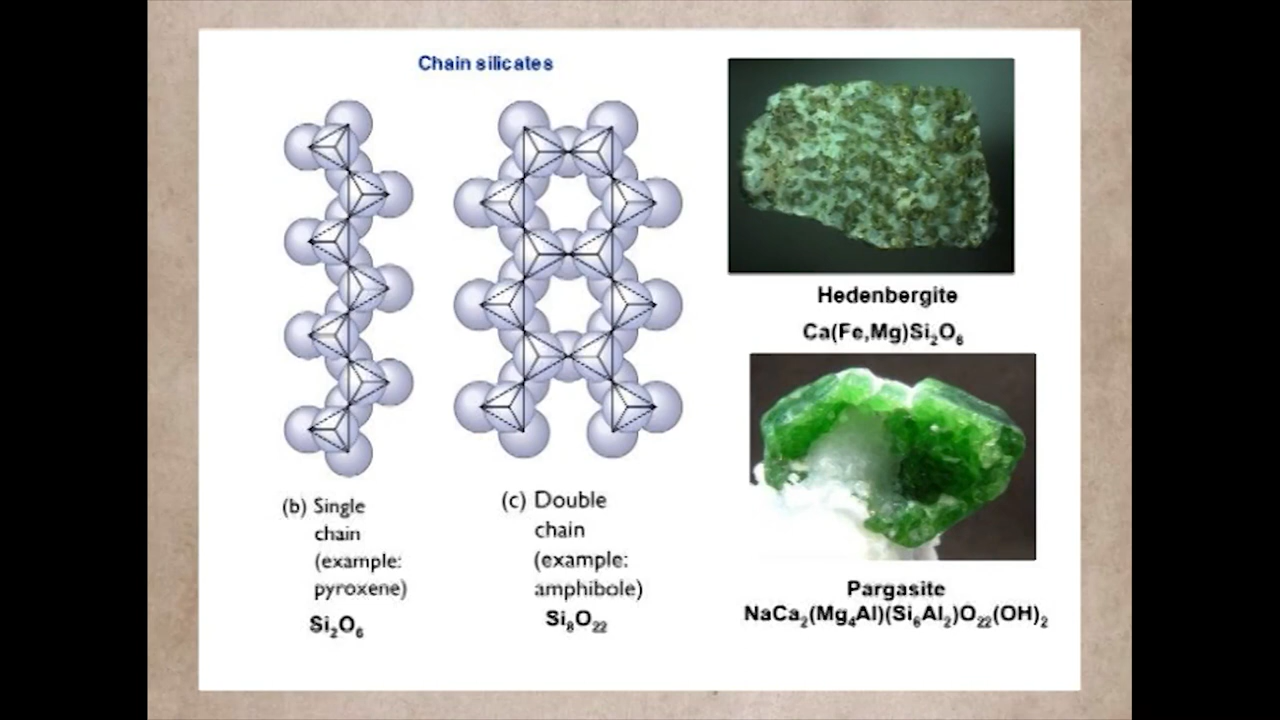 Chain silicates
(b) Single
chain
(example:
pyroxene)
Si₂O₆
(c) Double
chain
(example:
amphibole)
Si₈O₂₂
Hedenbergite
Ca(Fe,Mg)Si₂O₆
Pargasite
NaCa₂(Mg₄Al)(Si₆Al₂)O₂₂(OH)₂